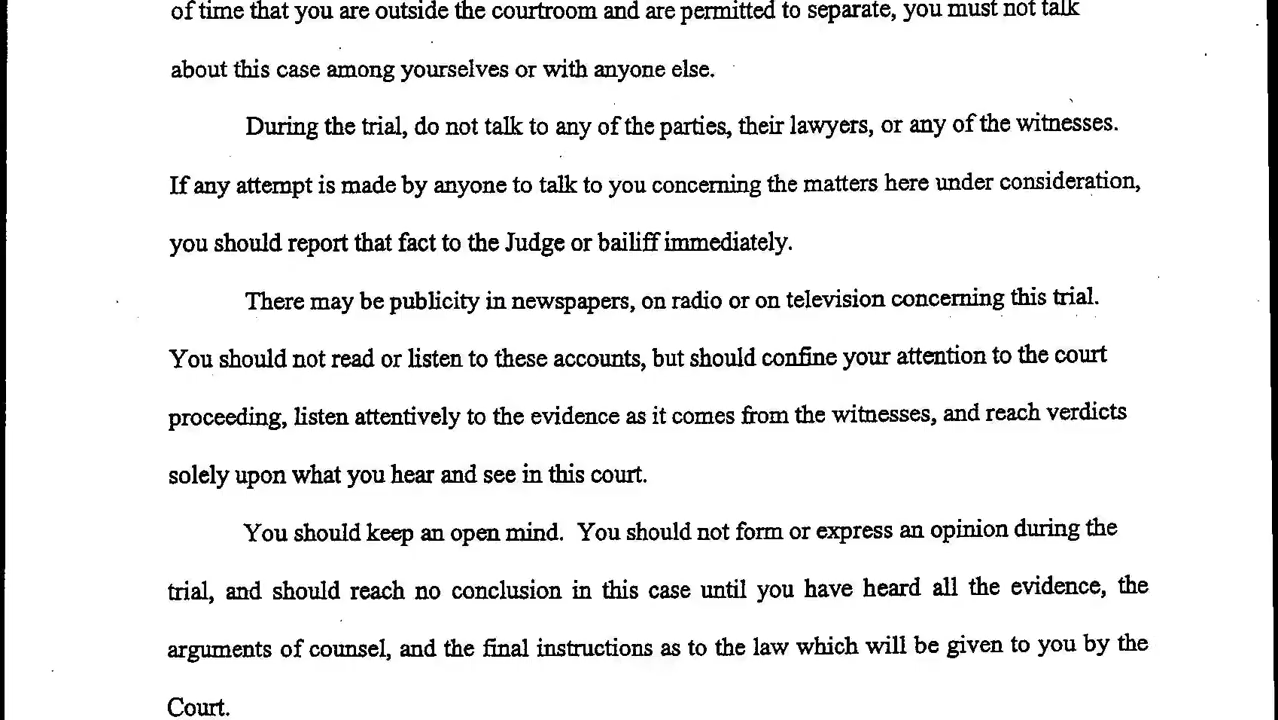 of time that you are outside the courtroom and are permitted to separate, you must not talk
about this case among yourselves or with anyone else.
During the trial, do not talk to any of the parties, their lawyers, or any of the witnesses.
If any attempt is made by anyone to talk to you concerning the matters here under consideration,
you should report that fact to the Judge or bailiff immediately.
There may be publicity in newspapers, on radio or on television concerning this trial.
You should not read or listen to these accounts, but should confine your attention to the court
proceeding, listen attentively to the evidence as it comes from the witnesses, and reach verdicts
solely upon what you hear and see in this court.
You should keep an open mind.  You should not form or express an opinion during the
trial, and should reach no conclusion in this case until you have heard all the evidence, the
arguments of counsel, and the final instructions as to the law which will be given to you by the
Court.